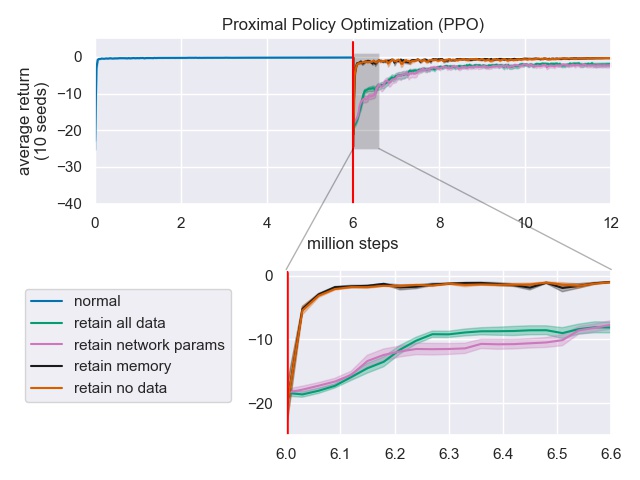 Proximal Policy Optimization (PPO)
average return
(10 seeds)
0
−10
−20
−30
−40
0 2 4 6 8 10 12
million steps
normal
retain all data
retain network params
retain memory
retain no data
0
−10
−20
6.0 6.1 6.2 6.3 6.4 6.5 6.6